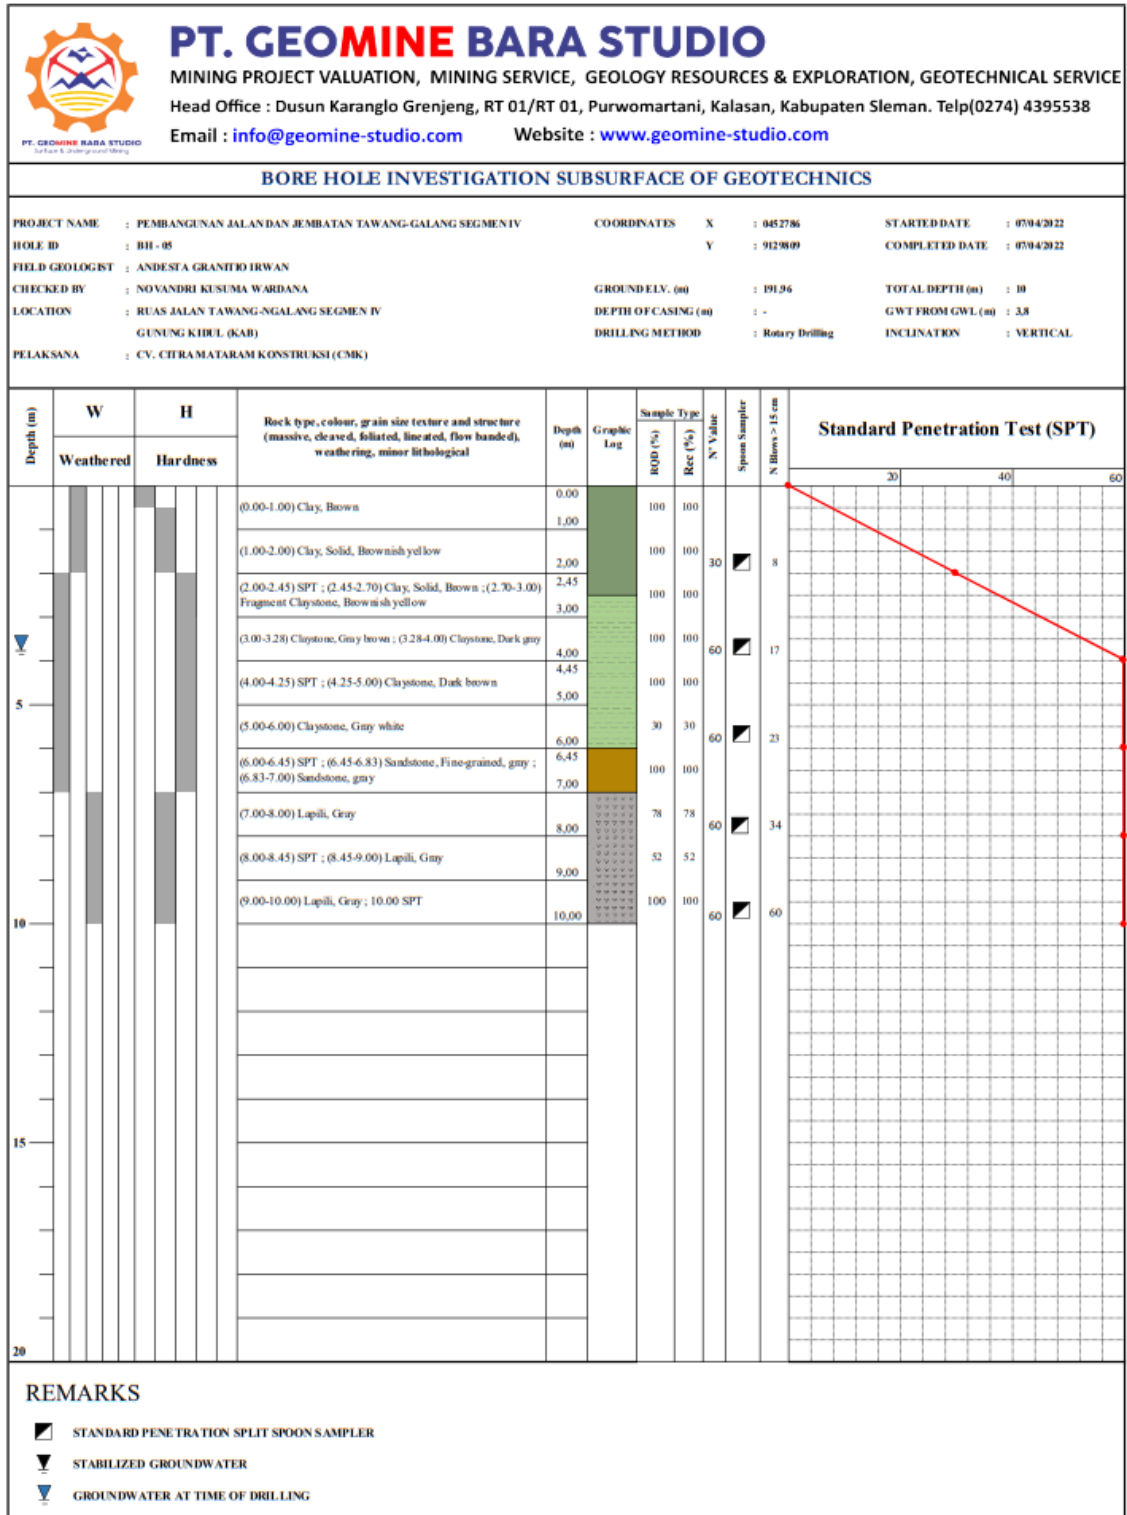 PT. GEOMINE BARA STUDIO
MINING PROJECT VALUATION, MINING SERVICE, GEOLOGY RESOURCES & EXPLORATION, GEOTECHNICAL SERVICE
Head Office : Dusun Karanglo Grenjeng, RT 01/RT 01, Purwomartani, Kalasan, Kabupaten Sleman. Telp(0274) 4395538
Email : info@geomine-studio.com Website : www.geomine-studio.com
PT. GEOMINE BARA STUDIO
Surface & Underground Mining
BORE HOLE INVESTIGATION SUBSURFACE OF GEOTECHNICS
PROJECT NAME : PEMBANGUNAN JALAN DAN JEMBATAN TAWANG-GALANG SEGMEN IV COORDINATES X : 0452786 STARTED DATE : 07/04/2022
HOLE ID : BH - 05 Y : 9129809 COMPLETED DATE : 07/04/2022
FIELD GEOLOGIST : ANDESTA GRANITIO IRWAN
CHECKED BY : NOVANDRI KUSUMA WARDANA GROUND ELV. (m) : 191,96 TOTAL DEPTH (m) : 10
LOCATION : RUAS JALAN TAWANG-NGALANG SEGMEN IV DEPTH OF CASING (m) : - GWT FROM GWL (m) : 3,8
GUNUNG KIDUL (KAB) DRILLING METHOD : Rotary Drilling INCLINATION : VERTICAL
PELAKSANA : CV. CITRA MATARAM KONSTRUKSI (CMK)
Depth (m)
W
Weathered
H
Hardness
Rock type, colour, grain size texture and structure
(massive, cleaved, foliated, lineated, flow banded),
weathering, minor lithological
Depth
(m)
Graphic
Log
Sample Type
RQD (%)
Rec (%)
N' Value
Spoon Sampler
N Blows > 15 cm
Standard Penetration Test (SPT)
20 40 60
0.00
(0.00-1.00) Clay, Brown 100 100
1,00
(1.00-2.00) Clay, Solid, Brownish yellow 100 100
2,00 30 8
(2.00-2.45) SPT ; (2.45-2.70) Clay, Solid, Brown ; (2.70-3.00) 2,45
Fragment Claystone, Brownish yellow 100 100
3,00
(3.00-3.28) Claystone, Gray brown ; (3.28-4.00) Claystone, Dark gray 100 100
4,00 60 17
4,45
(4.00-4.25) SPT ; (4.25-5.00) Claystone, Dark brown 100 100
5 5,00
(5.00-6.00) Claystone, Gray white 30 30
6,00 60 23
(6.00-6.45) SPT ; (6.45-6.83) Sandstone, Fine-grained, gray ; 6,45
(6.83-7.00) Sandstone, gray 100 100
7,00
(7.00-8.00) Lapili, Gray 78 78
8,00 60 34
(8.00-8.45) SPT ; (8.45-9.00) Lapili, Gray 52 52
9,00
(9.00-10.00) Lapili, Gray ; 10.00 SPT 100 100
10 10,00 60 60
15
20
REMARKS
STANDARD PENETRATION SPLIT SPOON SAMPLER
STABILIZED GROUNDWATER
GROUNDWATER AT TIME OF DRILLING